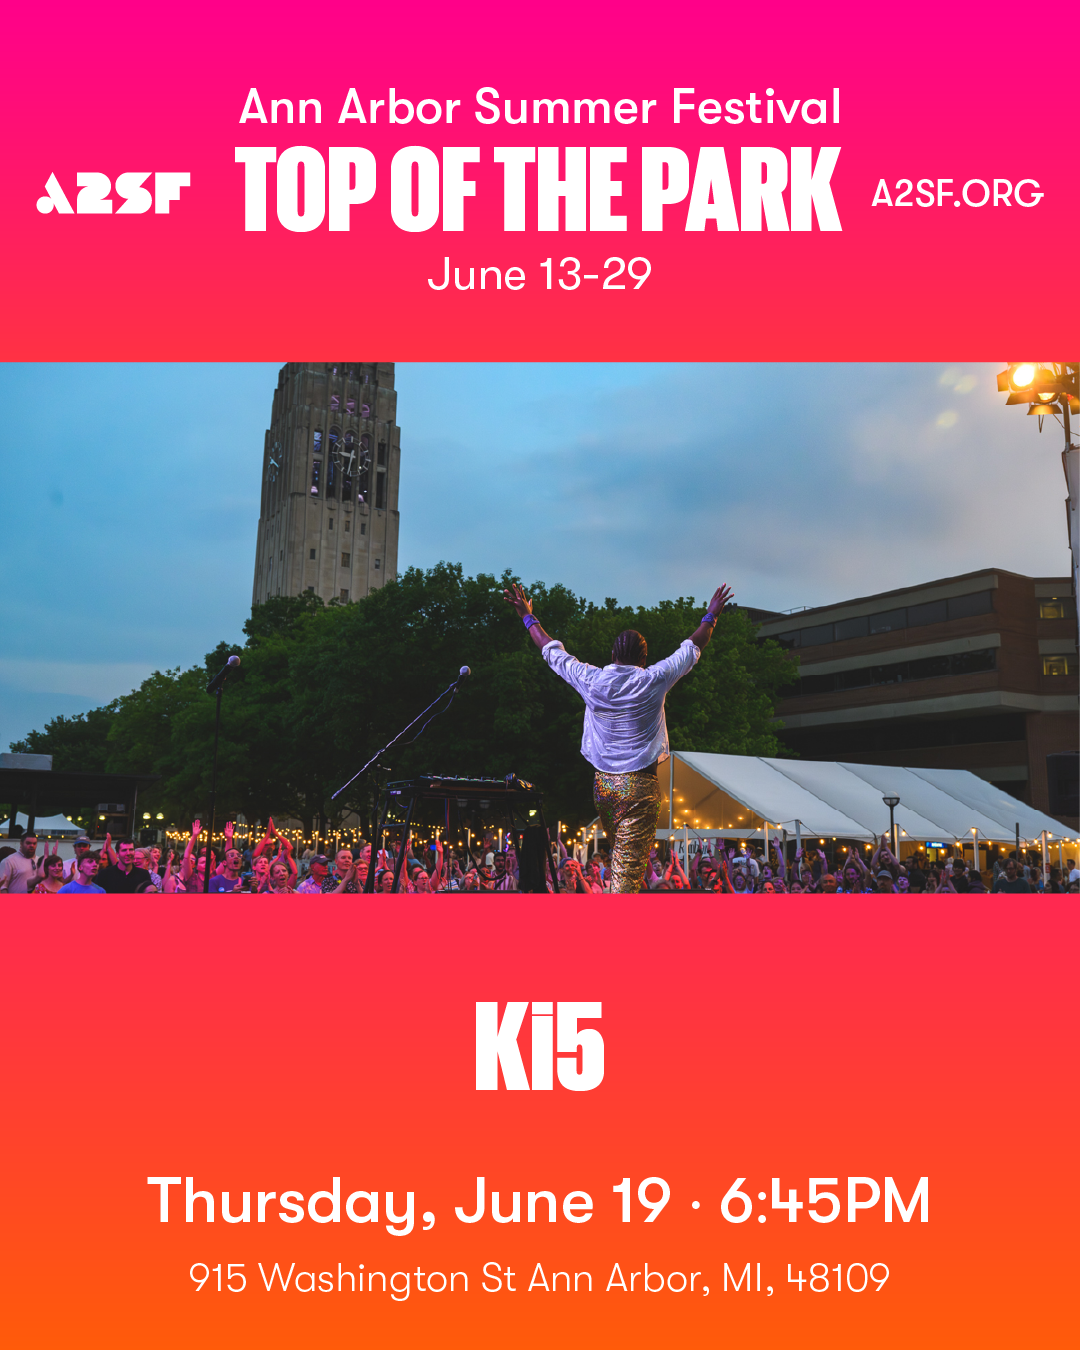 Ann Arbor Summer Festival
A2SF
TOP OF THE PARK
A2SF.ORG
June 13-29
Ki5
Thursday, June 19 · 6:45PM
915 Washington St Ann Arbor, MI, 48109